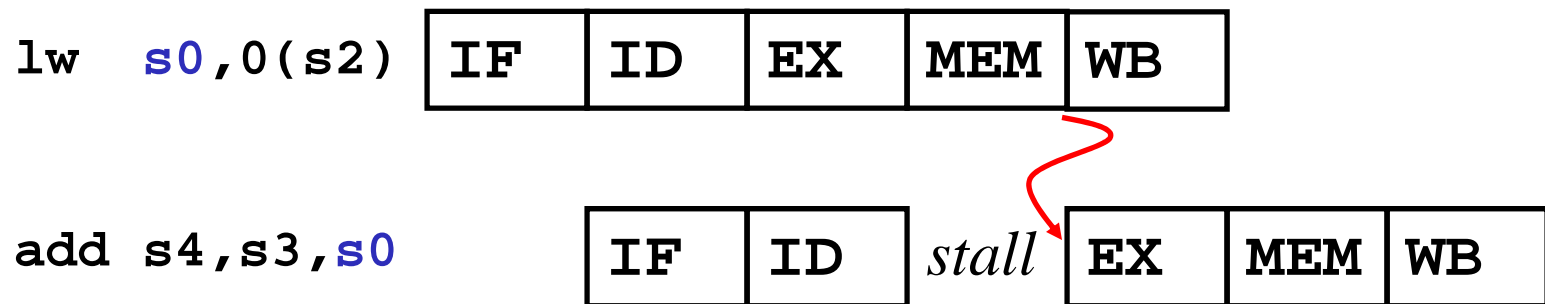 lw s0,0(s2) IF ID EX MEM WB
add s4,s3,s0 IF ID stall EX MEM WB